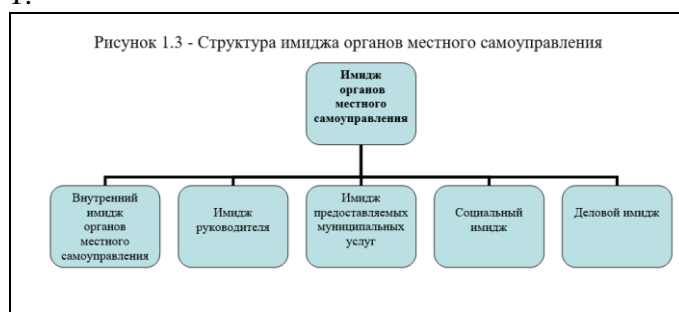 1.
Рисунок 1.3 - Структура имиджа органов местного самоуправления
Имидж
органов
местного
самоуправления
Внутренний
имидж
органов
местного
самоуправления
Имидж
руководителя
Имидж
предоставляемых
муниципальных
услуг
Социальный
имидж
Деловой имидж